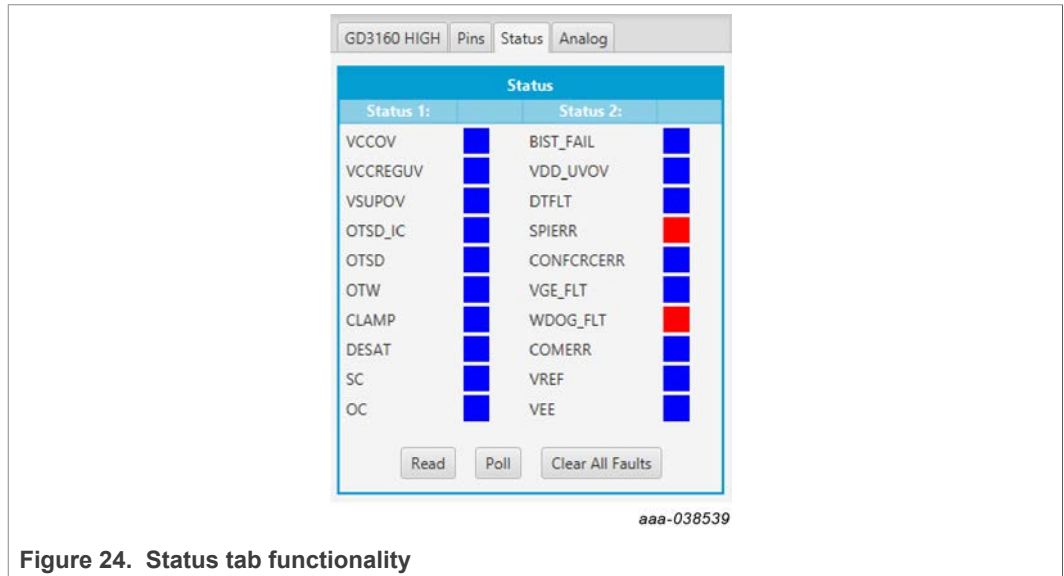 GD3160 HIGH Pins Status Analog
Status
Status 1: Status 2:
VCCOV BIST_FAIL
VCCREGUV VDD_UVOV
VSUPOV DTFLT
OTSD_IC SPIERR
OTSD CONFCRCERR
OTW VGE_FLT
CLAMP WDOG_FLT
DESAT COMERR
SC VREF
OC VEE
Read Poll Clear All Faults
aaa-038539
Figure 24. Status tab functionality